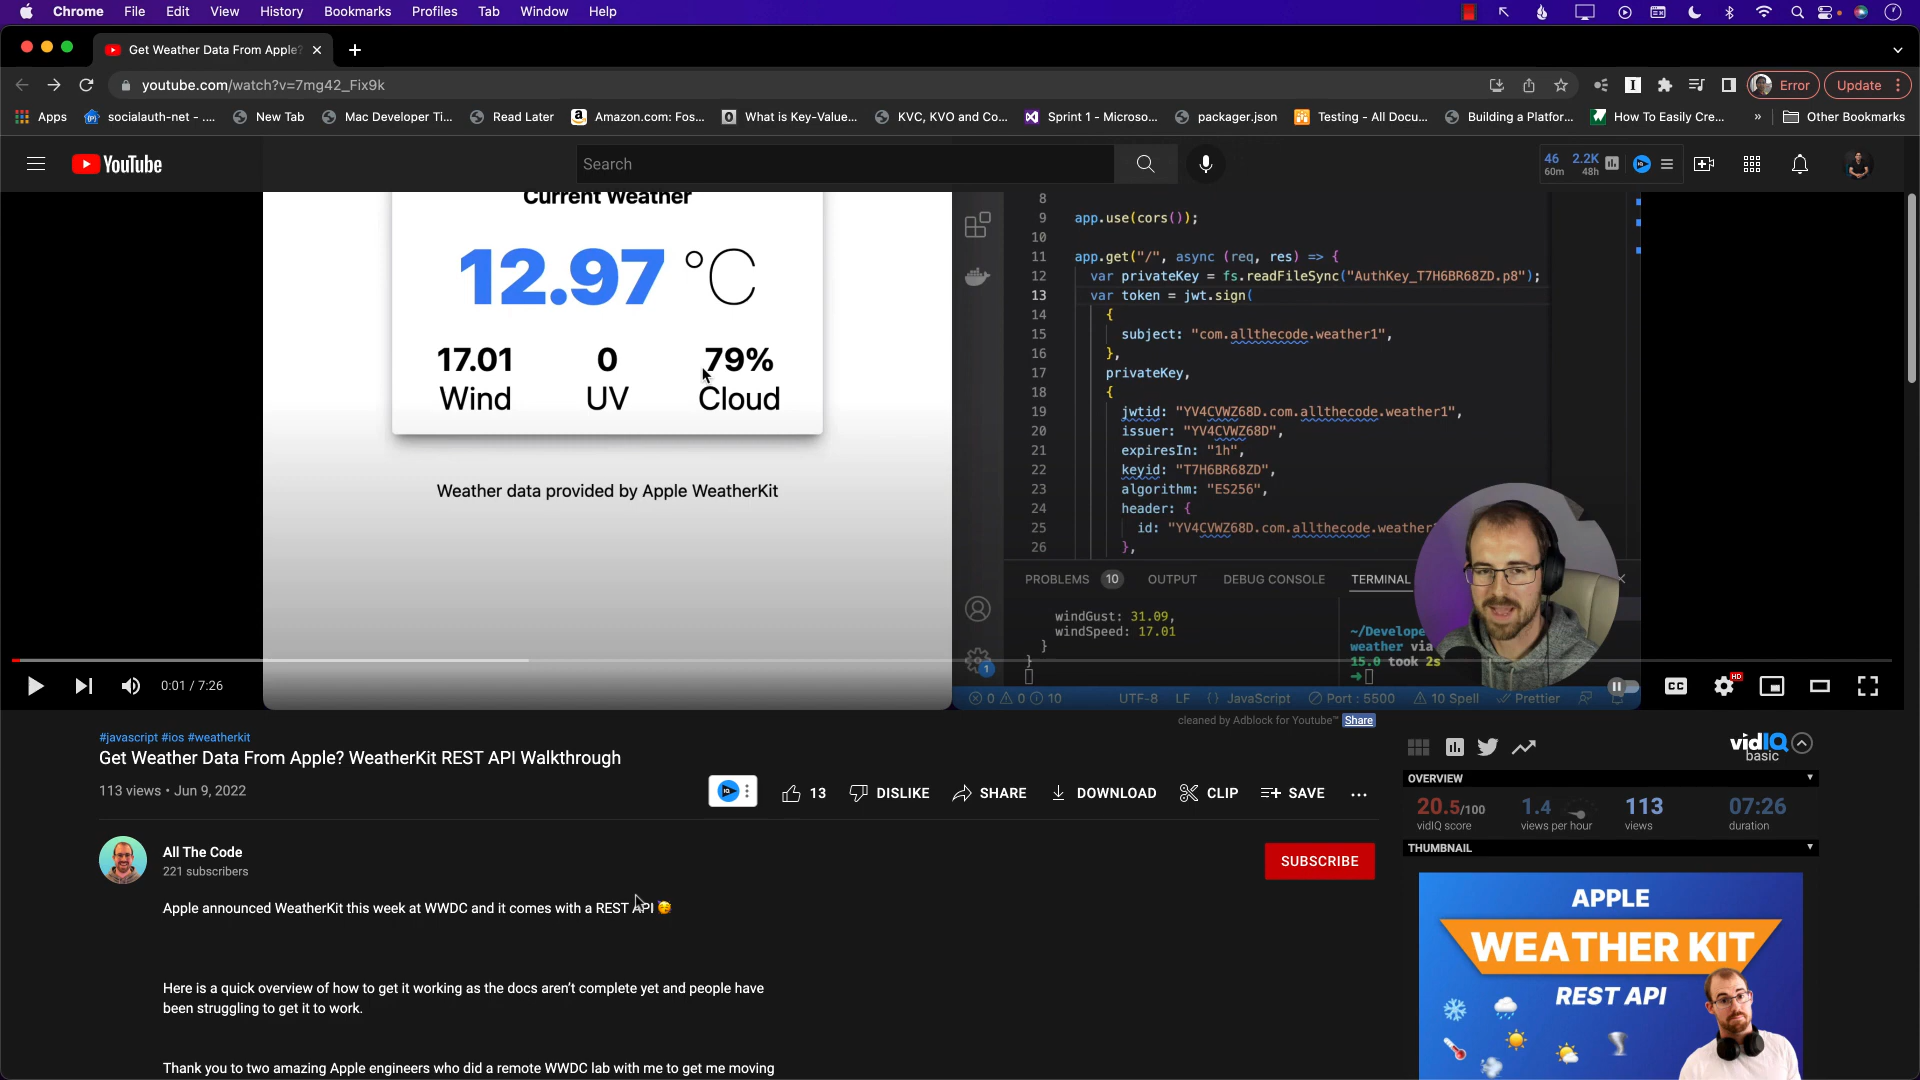 Chrome File Edit View History Bookmarks Profiles Tab Window Help
Get Weather Data From Apple?
youtube.com/watch?v=7mg42_Fix9k
Error Update
Apps socialauth-net - .... New Tab Mac Developer Ti... Read Later Amazon.com: Fos... What is Key-Value... KVC, KVO and Co... Sprint 1 - Microso... packager.json Testing - All Docu... Building a Platfor... How To Easily Cre... » Other Bookmarks
YouTube
Search
46 2.2K
60m 48h
Current Weather
12.97 °C
17.01 0 79%
Wind UV Cloud
Weather data provided by Apple WeatherKit
8
9 app.use(cors());
10
11 app.get("/", async (req, res) => {
12 var privateKey = fs.readFileSync("AuthKey_T7H6BR68ZD.p8");
13 var token = jwt.sign(
14 {
15 subject: "com.allthecode.weather1",
16 },
17 privateKey,
18 {
19 jwtid: "YV4CVWZ68D.com.allthecode.weather1",
20 issuer: "YV4CVWZ68D",
21 expiresIn: "1h",
22 keyid: "T7H6BR68ZD",
23 algorithm: "ES256",
24 header: {
25 id: "YV4CVWZ68D.com.allthecode.weather
26 },
PROBLEMS 10 OUTPUT DEBUG CONSOLE TERMINAL
windGust: 31.09,
windSpeed: 17.01
}
}
~/Develope
weather via
15.0 took 2s
0 0 10 UTF-8 LF { } JavaScript Port : 5500 10 Spell Prettier
1
0:01 / 7:26
CC HD
cleaned by Adblock for Youtube™ Share
#javascript #ios #weatherkit
Get Weather Data From Apple? WeatherKit REST API Walkthrough
113 views • Jun 9, 2022
13 DISLIKE SHARE DOWNLOAD CLIP SAVE
All The Code
221 subscribers
SUBSCRIBE
Apple announced WeatherKit this week at WWDC and it comes with a REST API 🥳
Here is a quick overview of how to get it working as the docs aren't complete yet and people have
been struggling to get it to work.
Thank you to two amazing Apple engineers who did a remote WWDC lab with me to get me moving
vidIQ
basic
OVERVIEW
20.5/100 1.4 113 07:26
vidIQ score views per hour views duration
THUMBNAIL
APPLE
WEATHER KIT
REST API